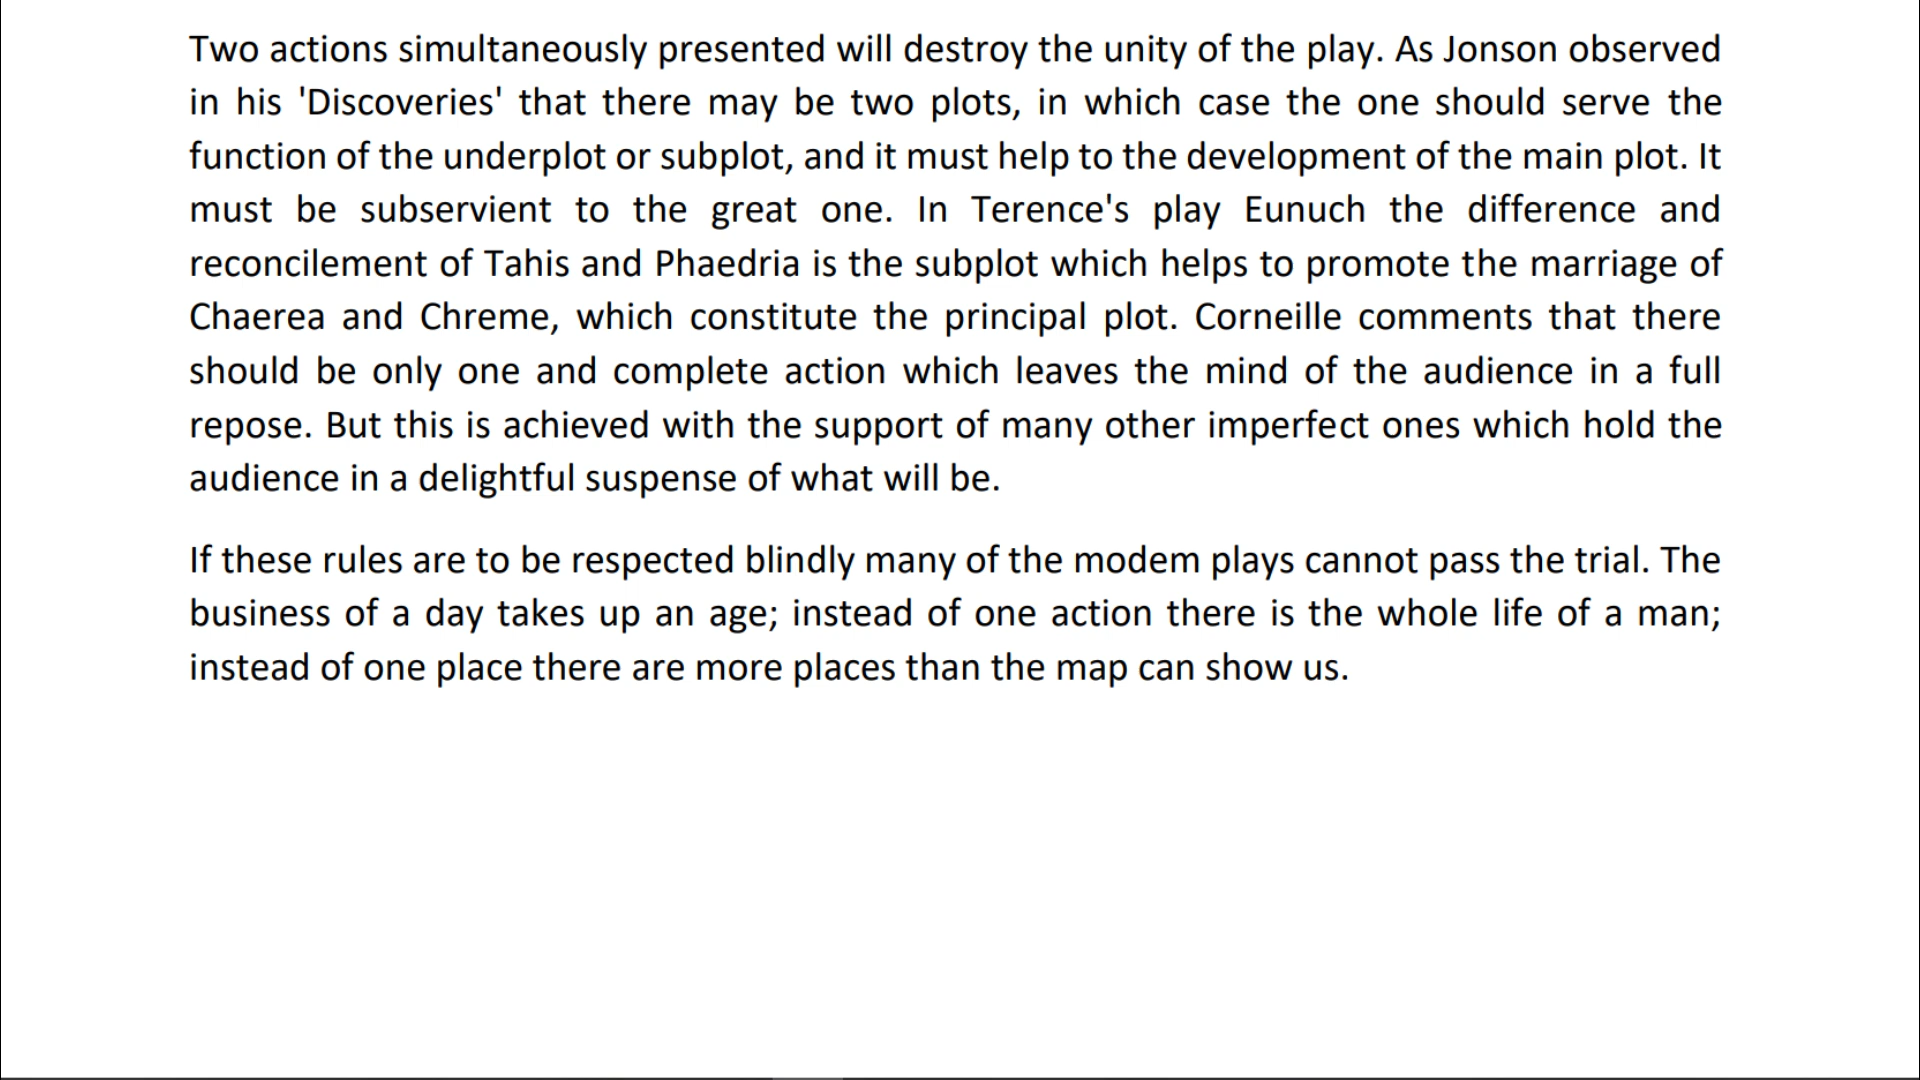 Two actions simultaneously presented will destroy the unity of the play. As Jonson observed
in his 'Discoveries' that there may be two plots, in which case the one should serve the
function of the underplot or subplot, and it must help to the development of the main plot. It
must be subservient to the great one. In Terence's play Eunuch the difference and
reconcilement of Tahis and Phaedria is the subplot which helps to promote the marriage of
Chaerea and Chreme, which constitute the principal plot. Corneille comments that there
should be only one and complete action which leaves the mind of the audience in a full
repose. But this is achieved with the support of many other imperfect ones which hold the
audience in a delightful suspense of what will be.
If these rules are to be respected blindly many of the modem plays cannot pass the trial. The
business of a day takes up an age; instead of one action there is the whole life of a man;
instead of one place there are more places than the map can show us.